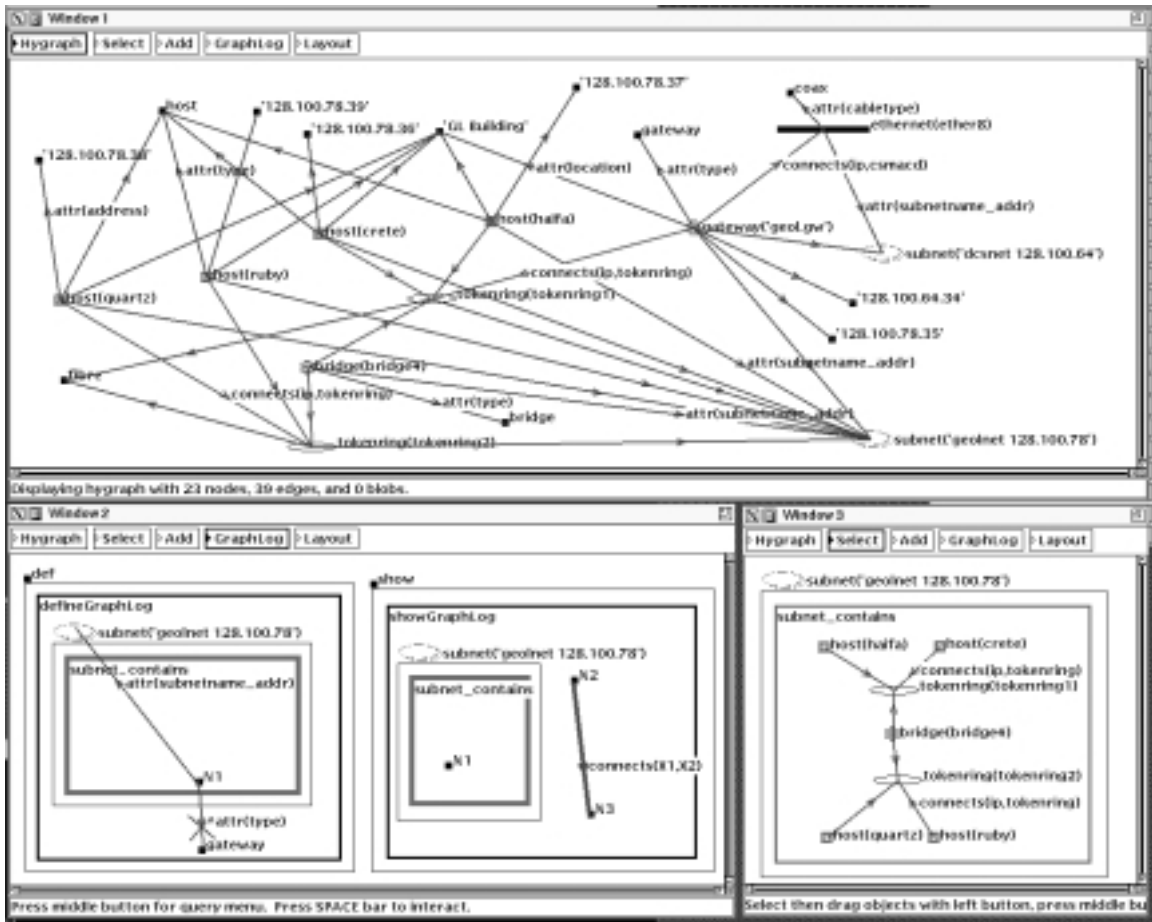 Window 1
Hygraph Select Add GraphLog Layout
host
'128.100.78.39'
'128.100.78.36'
'GL Building'
'128.100.78.37'
coax
attr(cabletype)
ethernet(ether8)
gateway
'128.100.78.38'
attr(type)
attr(location)
attr(type)
connects(ip,csmacd)
attr(address)
attr(subnetname_addr)
host(crete)
host(haifa)
gateway('geol.gw')
subnet('dcsnet 128.100.64')
host(ruby)
connects(ip,tokenring)
host(quartz)
tokenring(tokenring1)
'128.100.64.34'
'128.100.78.35'
fibre
bridge(bridge4)
attr(subnetname_addr)
connects(ip,tokenring)
attr(type)
bridge
attr(subnetname_addr)
tokenring(tokenring2)
subnet('geolnet 128.100.78')
Displaying hygraph with 23 nodes, 39 edges, and 0 blobs.
Window 2
Hygraph Select Add GraphLog Layout
def
defineGraphLog
subnet('geolnet 128.100.78')
subnet_contains
attr(subnetname_addr)
N1
attr(type)
gateway
show
showGraphLog
subnet('geolnet 128.100.78')
subnet_contains
N1
N2
connects(X1,X2)
N3
Press middle button for query menu. Press SPACE bar to interact.
Window 3
Hygraph Select Add GraphLog Layout
subnet('geolnet 128.100.78')
subnet_contains
host(haifa)
host(crete)
connects(ip,tokenring)
tokenring(tokenring1)
bridge(bridge4)
tokenring(tokenring2)
connects(ip,tokenring)
host(quartz)
host(ruby)
Select then drag objects with left button, press middle bu